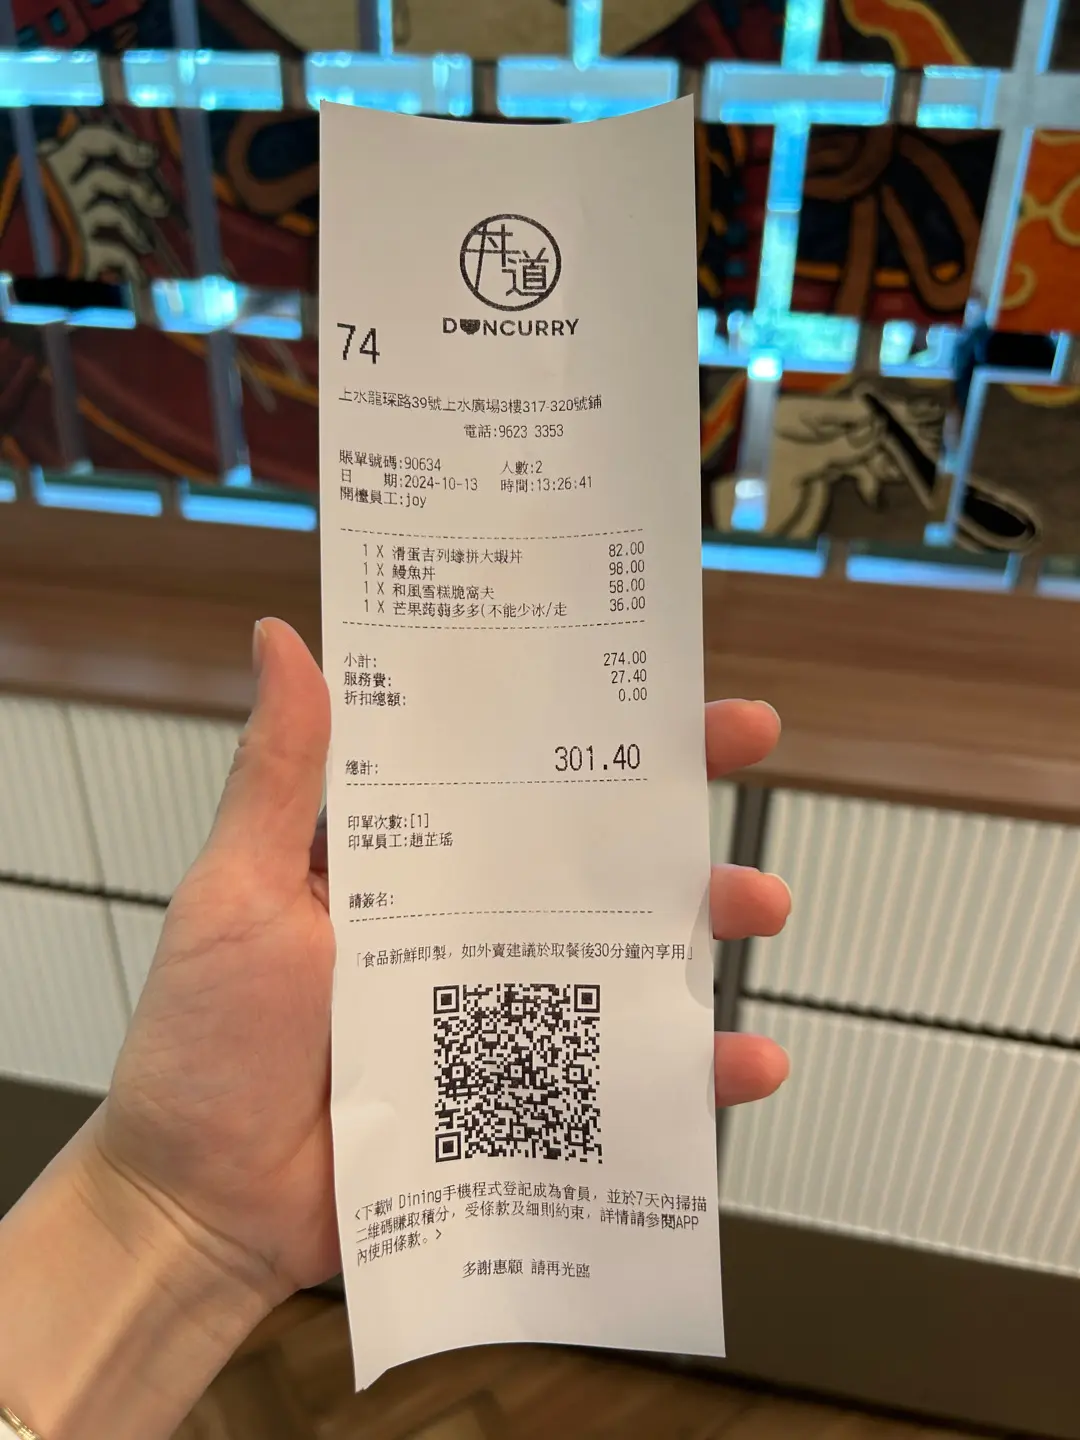 丼道
DONCURRY
74
上水龍琛路39號上水廣場3樓317-320號鋪
電話:9623 3353
賬單號碼:90634 人數:2
日 期:2024-10-13 時間:13:26:41
開檯員工:joy
1 X 滑蛋吉列蠔拼大蝦丼 82.00
1 X 鰻魚丼 98.00
1 X 和風雪糕脆窩夫 58.00
1 X 芒果蒟蒻多多(不能少冰/走 36.00
小計: 274.00
服務費: 27.40
折扣總額: 0.00
總計: 301.40
印單次數:[1]
印單員工:趙芷瑤
請簽名:
「食品新鮮即製，如外賣建議於取餐後30分鐘內享用」
<下載W Dining手機程式登記成為會員，並於7天內掃描
二維碼賺取積分，受條款及細則約束，詳情請參閱APP
內使用條款。>
多謝惠顧 請再光臨